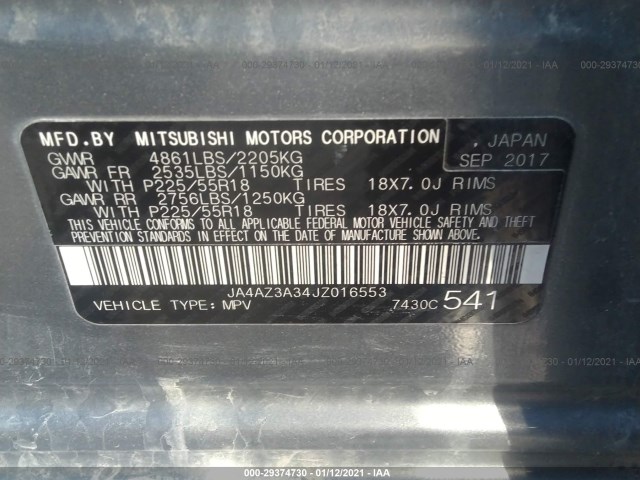 000-29374730 - 01/12/2021 - IAA
MFD.BY MITSUBISHI MOTORS CORPORATION , JAPAN
GVWR 4861LBS/2205KG SEP 2017
GAWR FR 2535LBS/1150KG
WITH P225/55R18 TIRES 18X7.0J RIMS
GAWR RR 2756LBS/1250KG
WITH P225/55R18 TIRES 18X7.0J RIMS
THIS VEHICLE CONFORMS TO ALL APPLICABLE FEDERAL MOTOR VEHICLE SAFETY AND THEFT
PREVENTION STANDARDS IN EFFECT ON THE DATE OF MANUFACTURE SHOWN ABOVE.
JA4AZ3A34JZ016553
VEHICLE TYPE:MPV 7430C 541
000-29374730 - 01/12/2021 - IAA